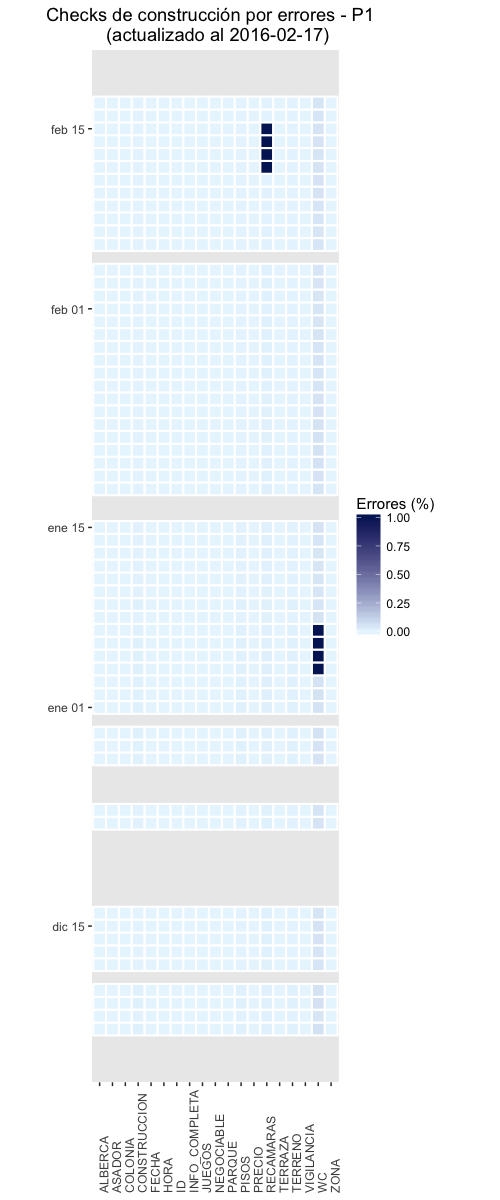 Checks de construcción por errores - P1
(actualizado al 2016-02-17)
feb 15
feb 01
ene 15
ene 01
dic 15
Errores (%)
1.00
0.75
0.50
0.25
0.00
ALBERCA
ASADOR
COLONIA
CONSTRUCCION
FECHA
HORA
ID
INFO_COMPLETA
JUEGOS
NEGOCIABLE
PARQUE
PISOS
PRECIO
RECAMARAS
TERRAZA
TERRENO
VIGILANCIA
WC
ZONA